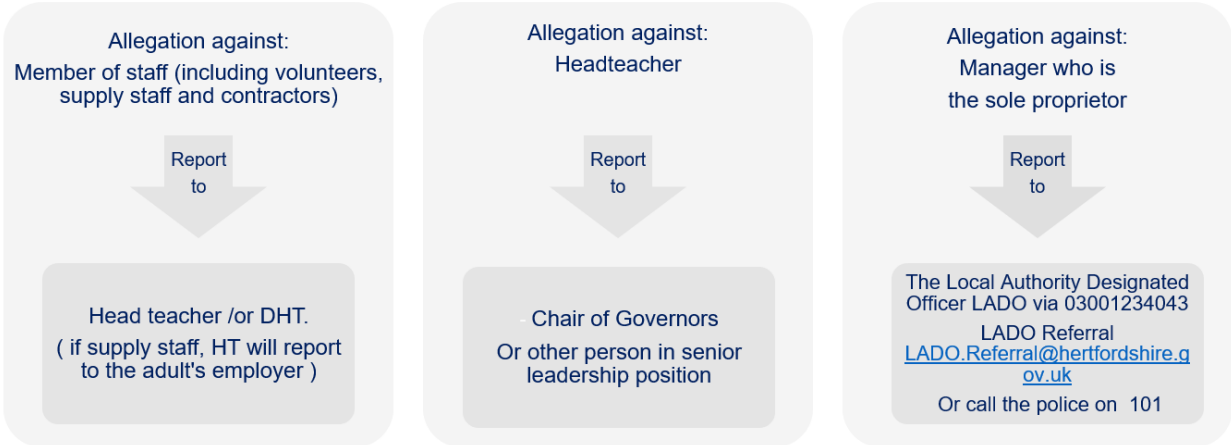 Allegation against:
Member of staff (including volunteers,
supply staff and contractors)
Report
to
Head teacher /or DHT.
( if supply staff, HT will report
to the adult's employer )
Allegation against:
Headteacher
Report
to
- Chair of Governors
Or other person in senior
leadership position
Allegation against:
Manager who is
the sole proprietor
Report
to
The Local Authority Designated
Officer LADO via 03001234043
LADO Referral
LADO.Referral@hertfordshire.g
ov.uk
Or call the police on 101